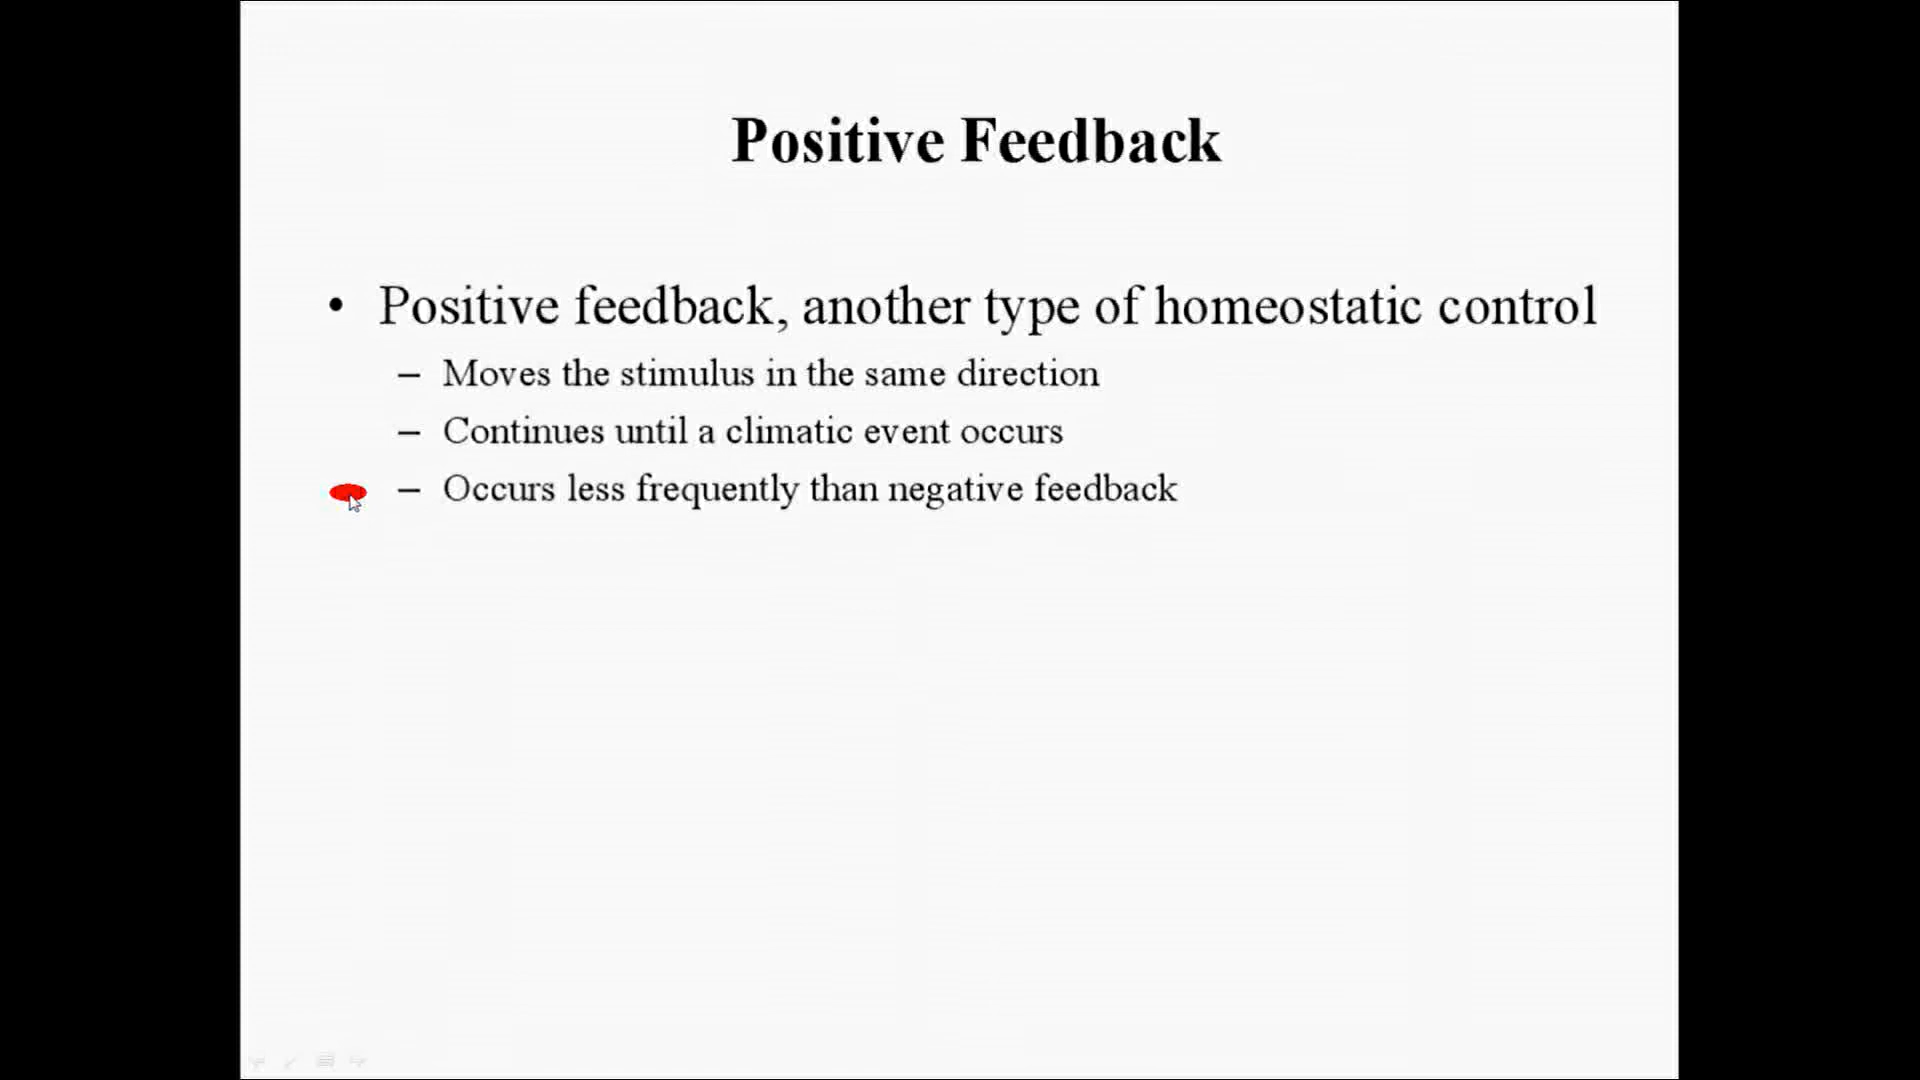 Positive Feedback
• Positive feedback, another type of homeostatic control
– Moves the stimulus in the same direction
– Continues until a climatic event occurs
– Occurs less frequently than negative feedback